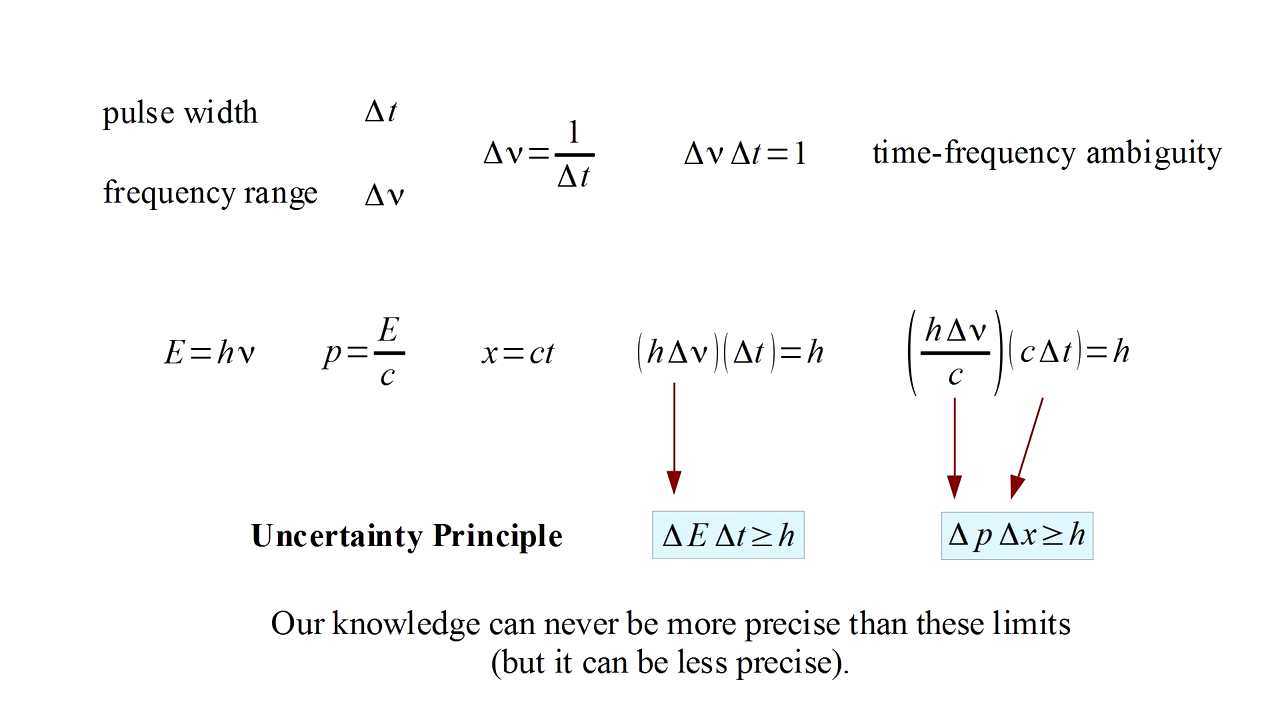 pulse width Δt
Δν = 1/Δt Δν Δt = 1 time-frequency ambiguity
frequency range Δν
E = hν p = E/c x = ct (hΔν)(Δt) = h (hΔν/c)(cΔt) = h
Uncertainty Principle ΔE Δt ≥ h Δp Δx ≥ h
Our knowledge can never be more precise than these limits
(but it can be less precise).